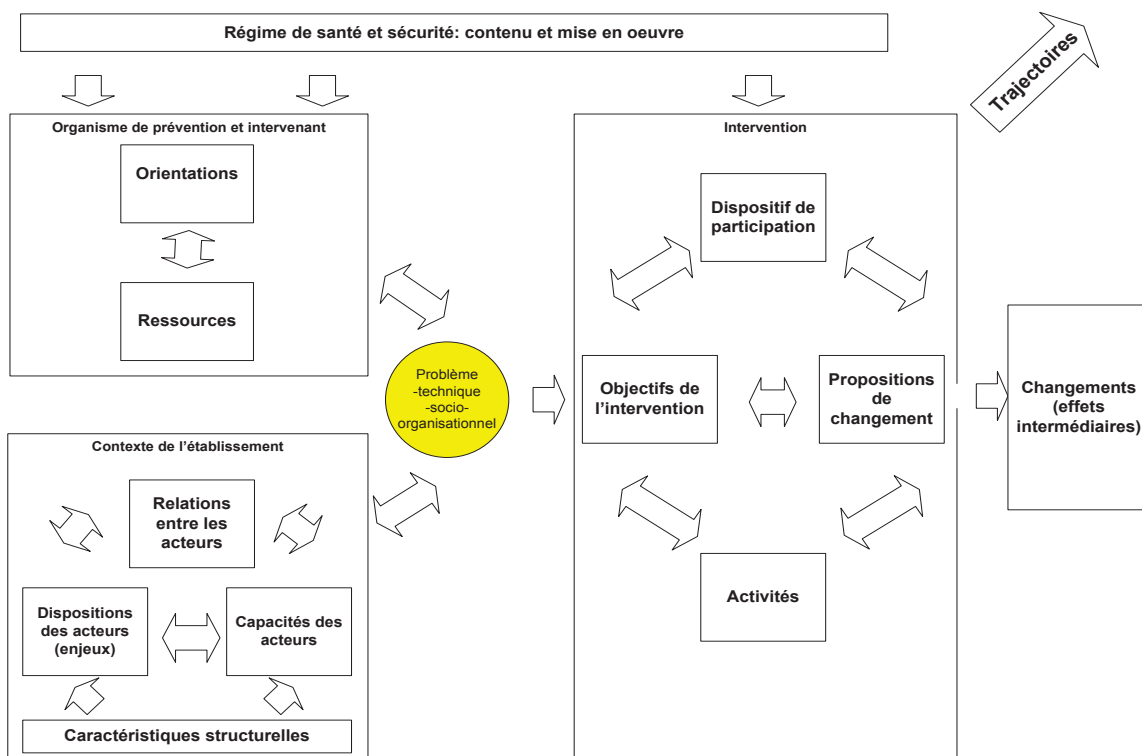 Régime de santé et sécurité: contenu et mise en oeuvre
Trajectoires
Organisme de prévention et intervenant
Orientations
Ressources
Problème
-technique
-socio-
organisationnel
Contexte de l'établissement
Relations
entre les
acteurs
Dispositions
des acteurs
(enjeux)
Capacités des
acteurs
Caractéristiques structurelles
Intervention
Dispositif de
participation
Objectifs de
l'intervention
Propositions
de
changement
Activités
Changements
(effets
intermédiaires)